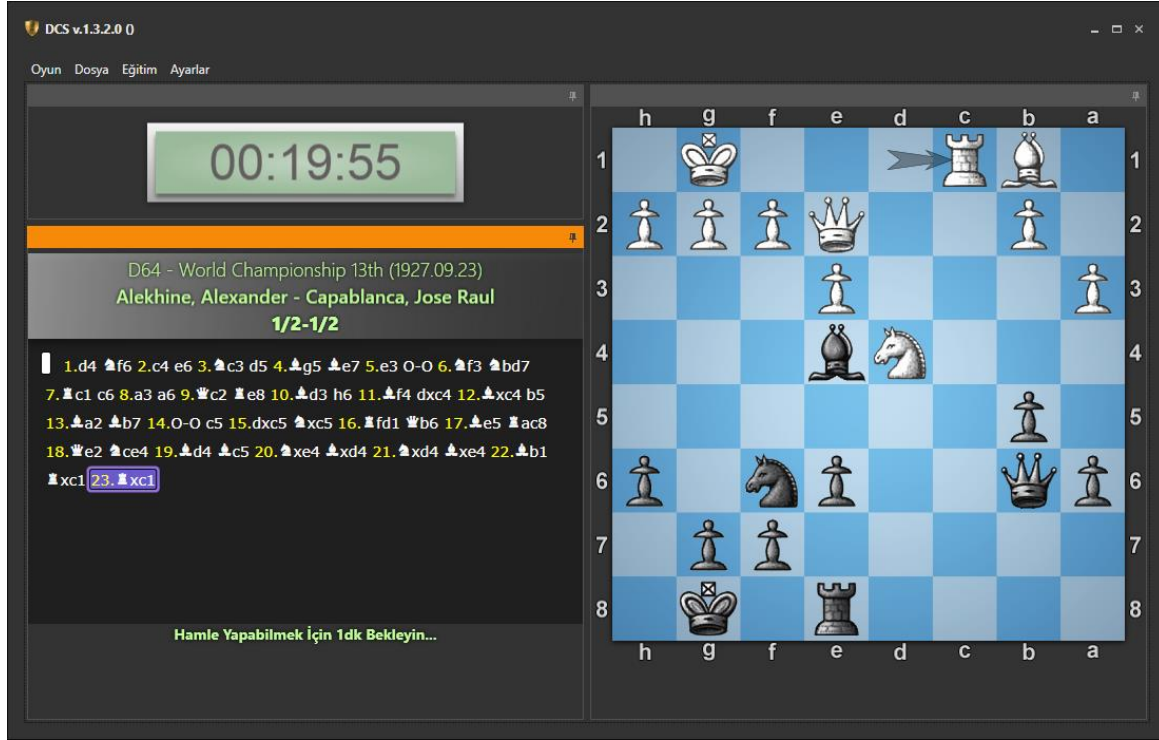 DCS v.1.3.2.0 ()
Oyun Dosya Eğitim Ayarlar
00:19:55
D64 - World Championship 13th (1927.09.23)
Alekhine, Alexander - Capablanca, Jose Raul
1/2-1/2
1.d4 ♞f6 2.c4 e6 3.♞c3 d5 4.♝g5 ♝e7 5.e3 O-O 6.♞f3 ♞bd7
7.♜c1 c6 8.a3 a6 9.♛c2 ♜e8 10.♝d3 h6 11.♝f4 dxc4 12.♝xc4 b5
13.♝a2 ♝b7 14.O-O c5 15.dxc5 ♞xc5 16.♜fd1 ♛b6 17.♝e5 ♜ac8
18.♛e2 ♞ce4 19.♝d4 ♝c5 20.♞xe4 ♝xd4 21.♞xd4 ♝xe4 22.♝b1
♜xc1 23.♜xc1
Hamle Yapabilmek İçin 1dk Bekleyin...
h g f e d c b a
1 1
2 2
3 3
4 4
5 5
6 6
7 7
8 8
h g f e d c b a